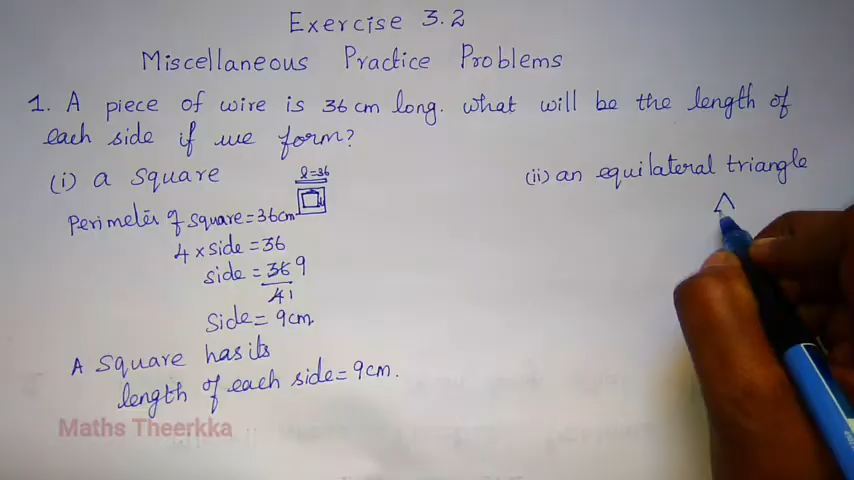 Exercise 3.2
Miscellaneous Practice Problems
1. A piece of wire is 36 cm long. what will be the length of
each side if we form?
(i) a square
l=36
Perimeter of square = 36cm
4 × side = 36
side = 36 9
41
Side = 9cm.
A square has its
length of each side = 9cm.
(ii) an equilateral triangle
Maths Theerkka